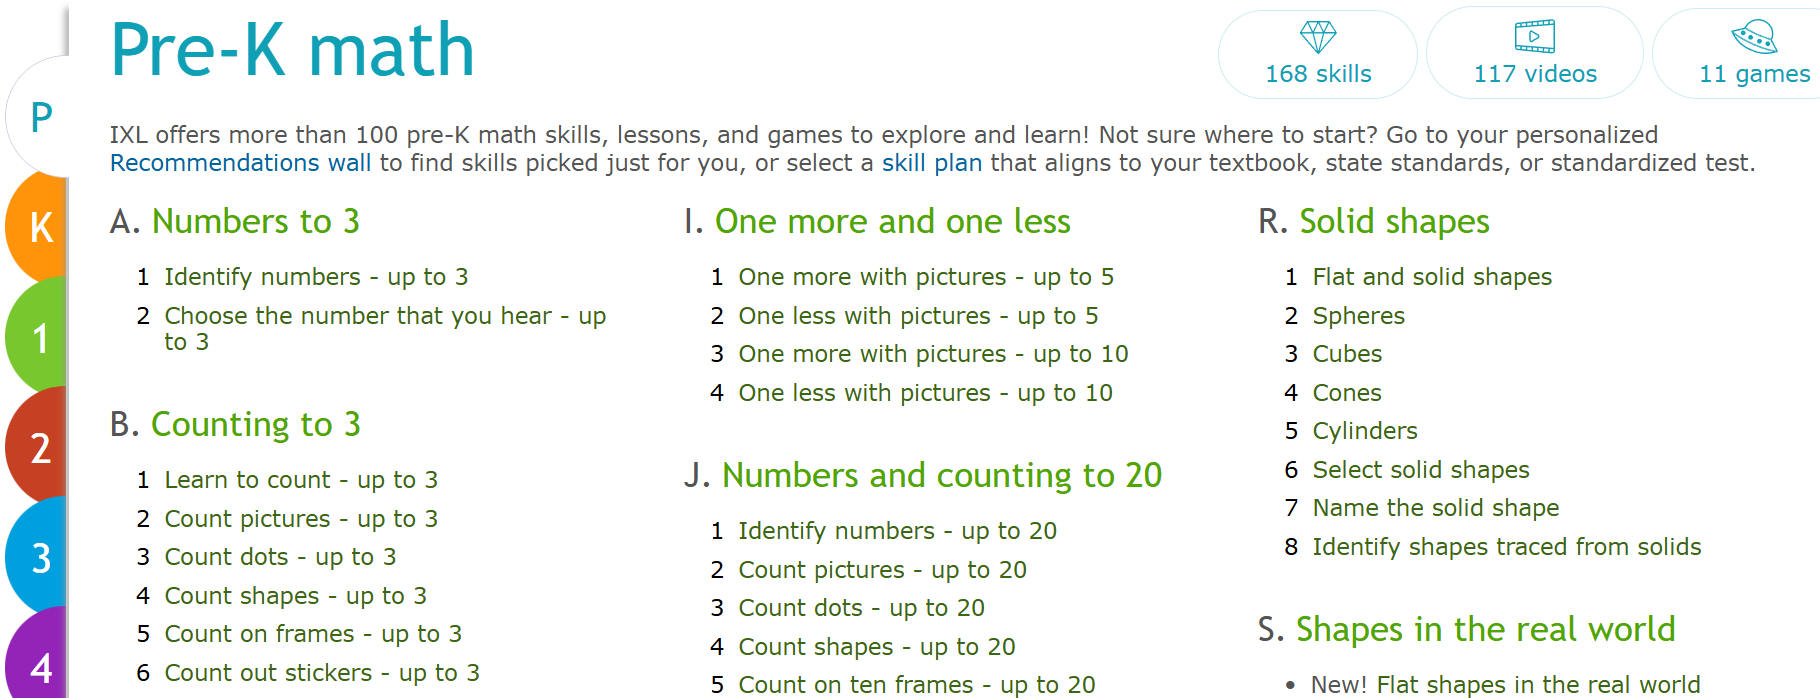 Pre-K math
168 skills
117 videos
11 games
P
K
1
2
3
4
IXL offers more than 100 pre-K math skills, lessons, and games to explore and learn! Not sure where to start? Go to your personalized
Recommendations wall to find skills picked just for you, or select a skill plan that aligns to your textbook, state standards, or standardized test.
A. Numbers to 3
1 Identify numbers - up to 3
2 Choose the number that you hear - up
to 3
B. Counting to 3
1 Learn to count - up to 3
2 Count pictures - up to 3
3 Count dots - up to 3
4 Count shapes - up to 3
5 Count on frames - up to 3
6 Count out stickers - up to 3
I. One more and one less
1 One more with pictures - up to 5
2 One less with pictures - up to 5
3 One more with pictures - up to 10
4 One less with pictures - up to 10
J. Numbers and counting to 20
1 Identify numbers - up to 20
2 Count pictures - up to 20
3 Count dots - up to 20
4 Count shapes - up to 20
5 Count on ten frames - up to 20
R. Solid shapes
1 Flat and solid shapes
2 Spheres
3 Cubes
4 Cones
5 Cylinders
6 Select solid shapes
7 Name the solid shape
8 Identify shapes traced from solids
S. Shapes in the real world
• New! Flat shapes in the real world